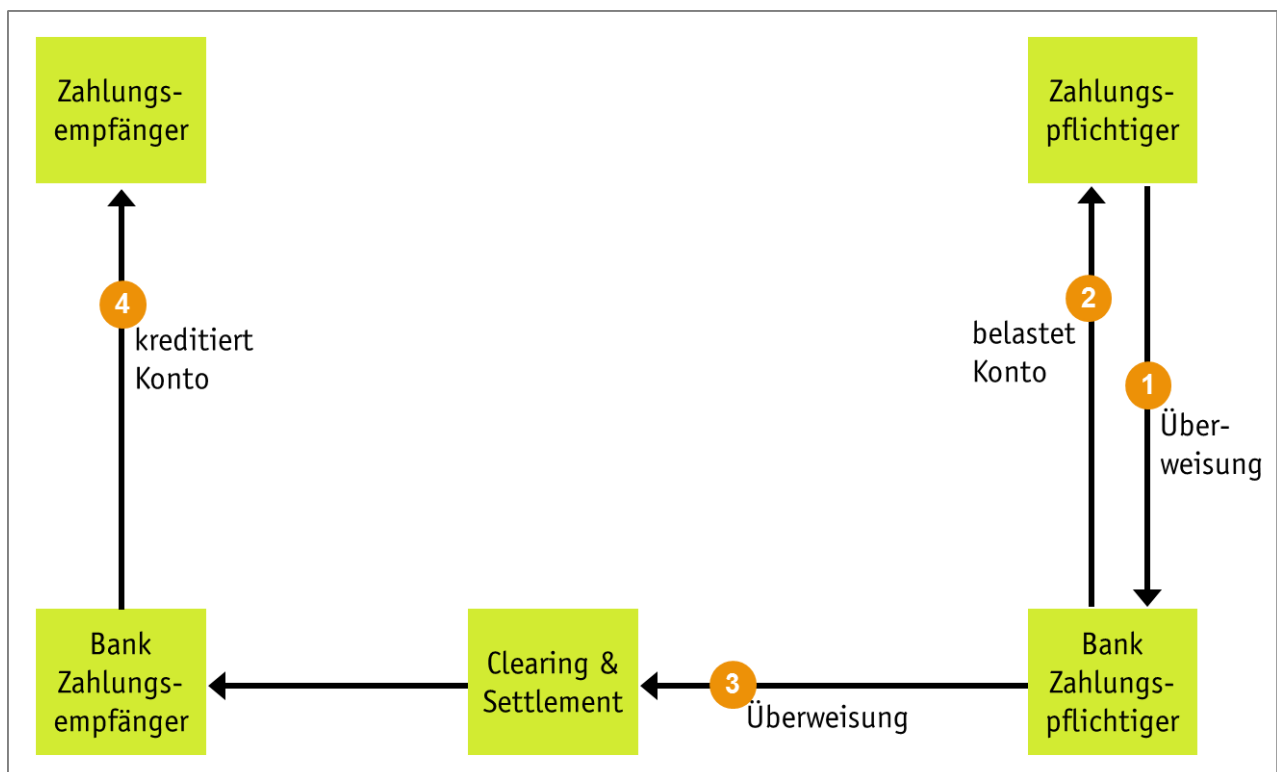 Zahlungs-
empfänger
Zahlungs-
pflichtiger
4
kreditiert
Konto
2
belastet
Konto
1
Über-
weisung
Bank
Zahlungs-
empfänger
Clearing &
Settlement
3
Überweisung
Bank
Zahlungs-
pflichtiger